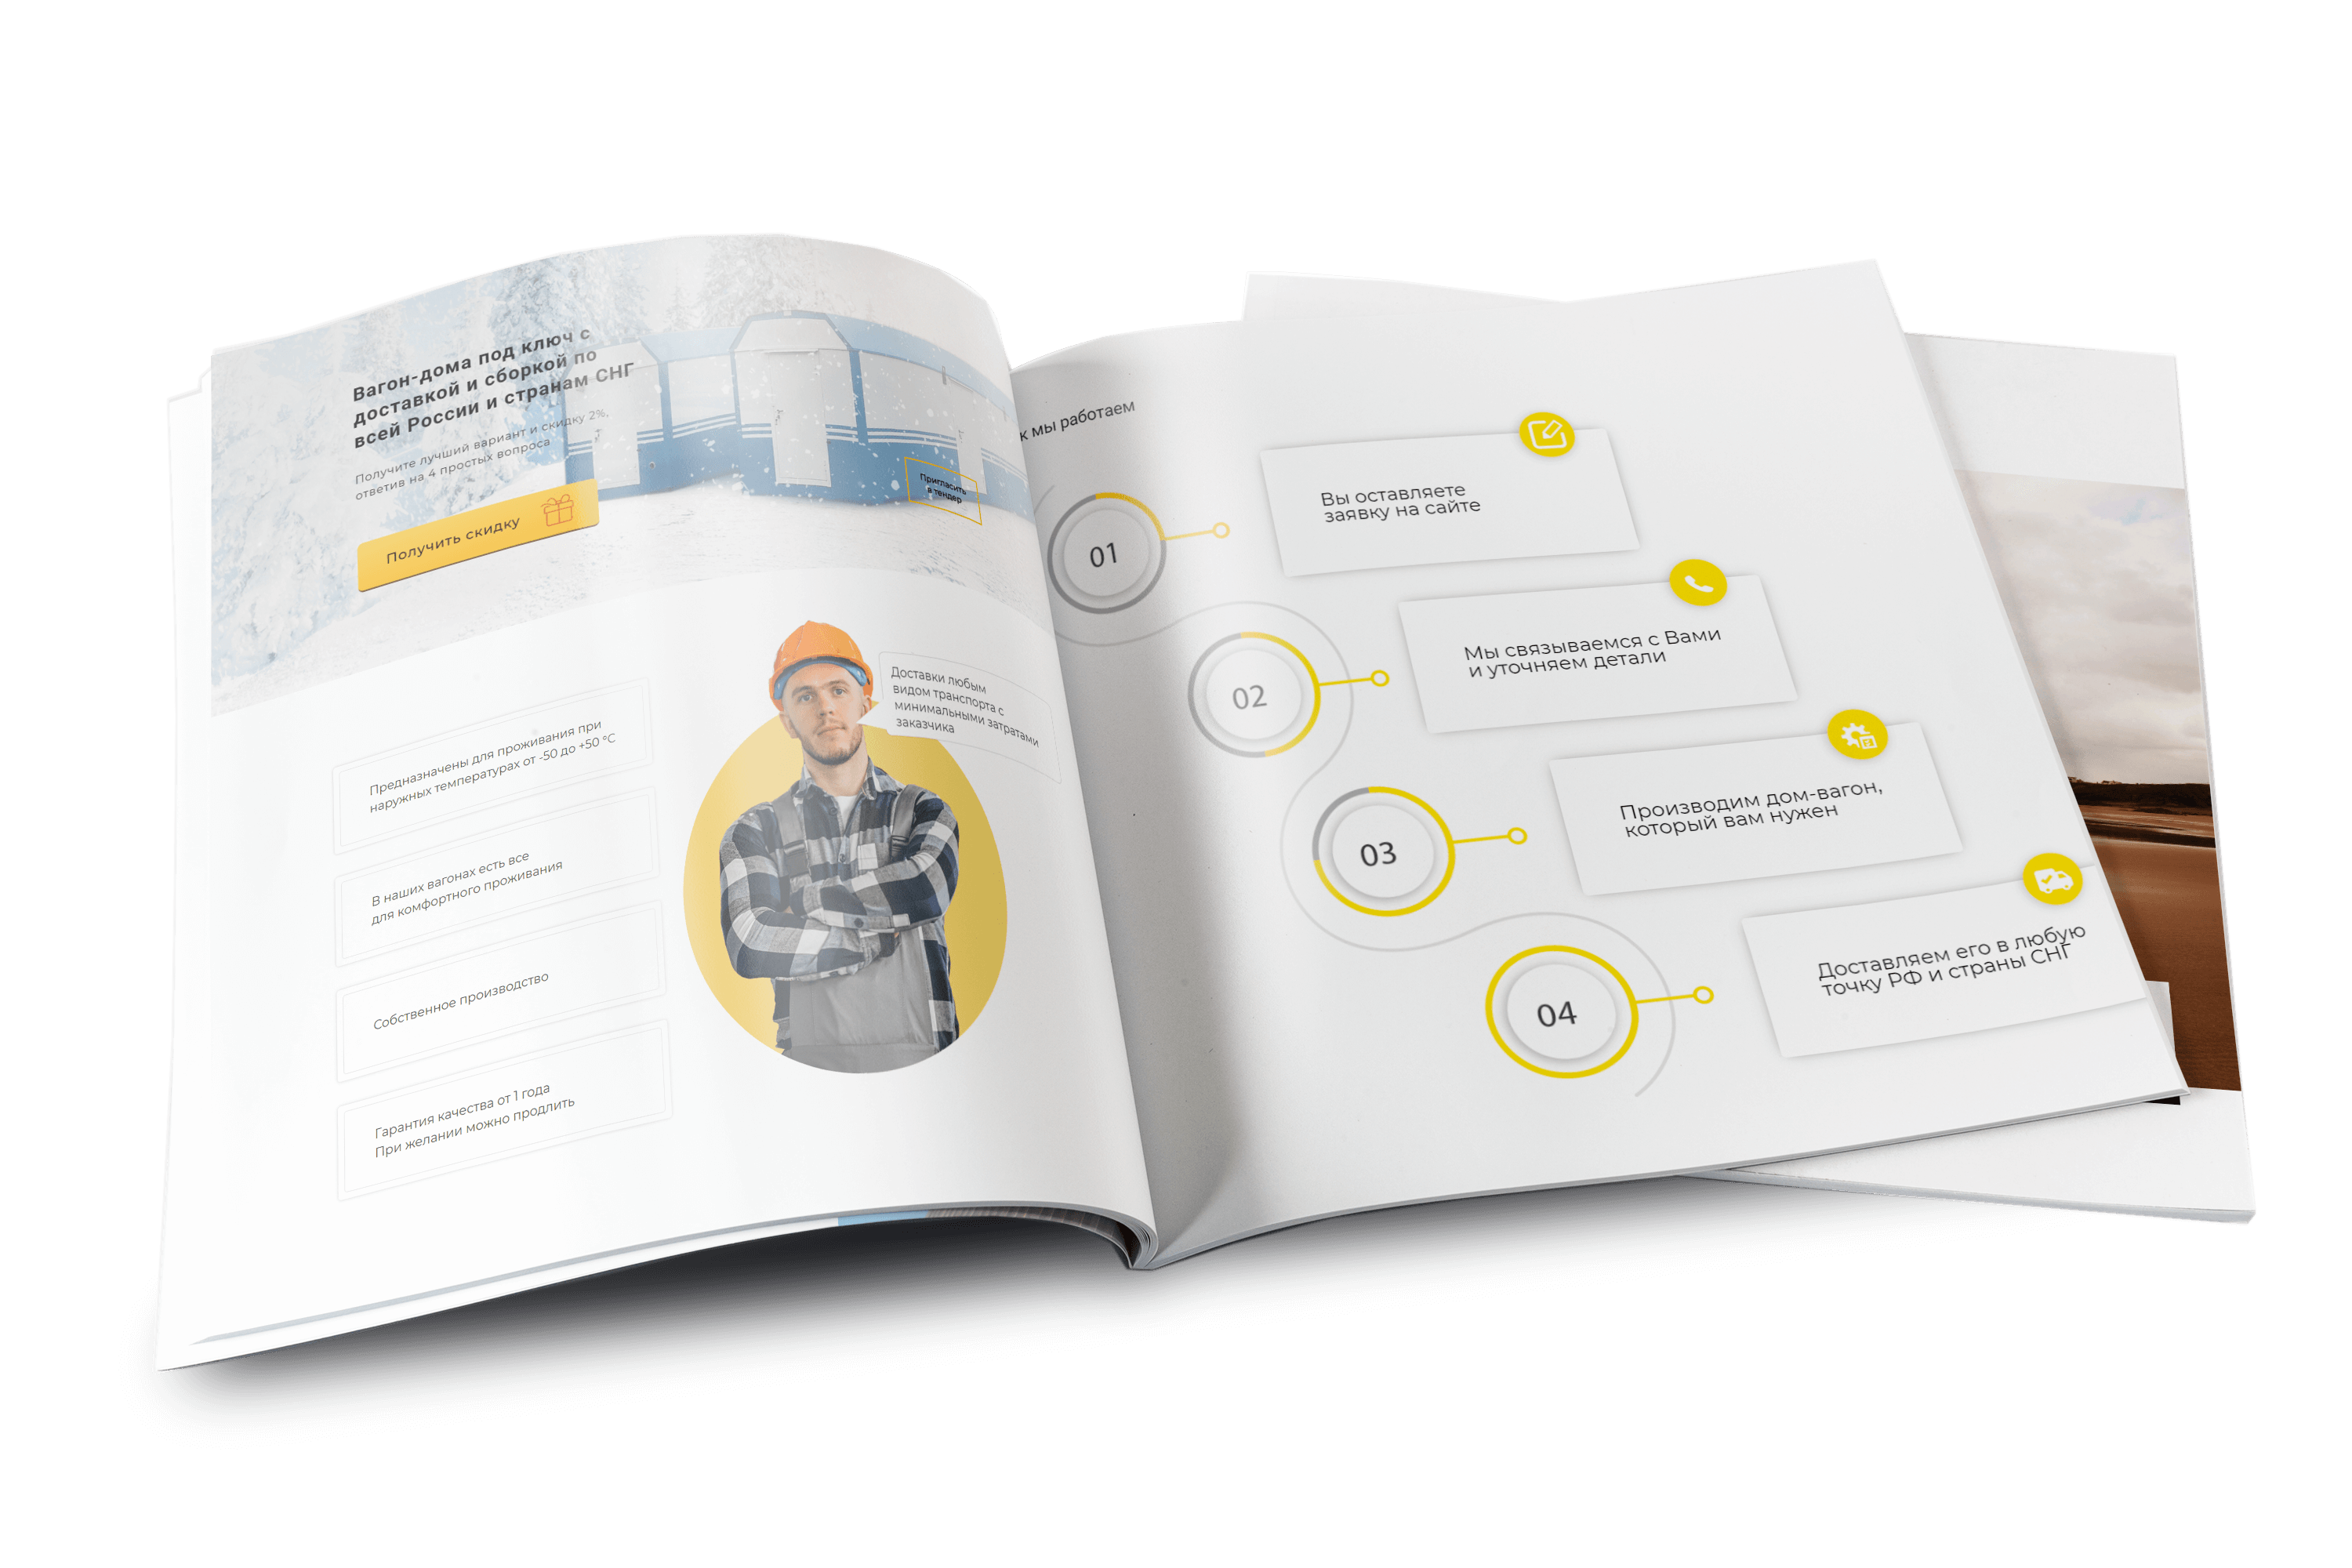 Вагон-дома под ключ с
доставкой и сборкой по
всей России и странам СНГ
Получите лучший вариант и скидку 2%,
ответив на 4 простых вопроса
Получить скидку
Пригласить
в тендер
Предназначены для проживания при
наружных температурах от -50 до +50 °C
В наших вагонах есть все
для комфортного проживания
Собственное производство
Гарантия качества от 1 года
При желании можно продлить
Доставки любым
видом транспорта с
минимальными затратами
заказчика
к мы работаем
01
Вы оставляете
заявку на сайте
02
Мы связываемся с Вами
и уточняем детали
03
Производим дом-вагон,
который вам нужен
04
Доставляем его в любую
точку РФ и страны СНГ